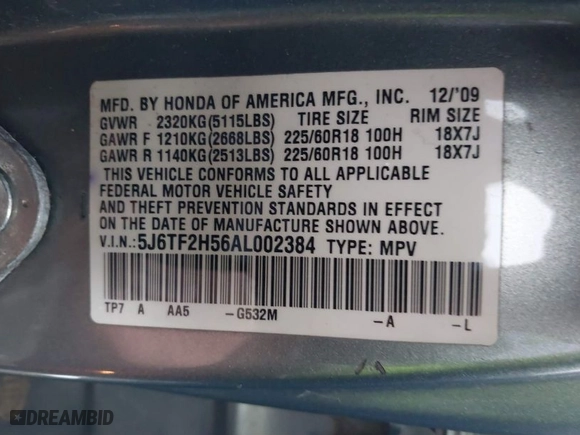 MFD. BY HONDA OF AMERICA MFG., INC. 12/'09
GVWR 2320KG(5115LBS) TIRE SIZE RIM SIZE
GAWR F 1210KG(2668LBS) 225/60R18 100H 18X7J
GAWR R 1140KG(2513LBS) 225/60R18 100H 18X7J
THIS VEHICLE CONFORMS TO ALL APPLICABLE
FEDERAL MOTOR VEHICLE SAFETY
AND THEFT PREVENTION STANDARDS IN EFFECT
ON THE DATE OF MANUFACTURE SHOWN ABOVE.
V.I.N.:5J6TF2H56AL002384 TYPE: MPV
TP7 A AA5 -G532M -A -L
DREAMBID